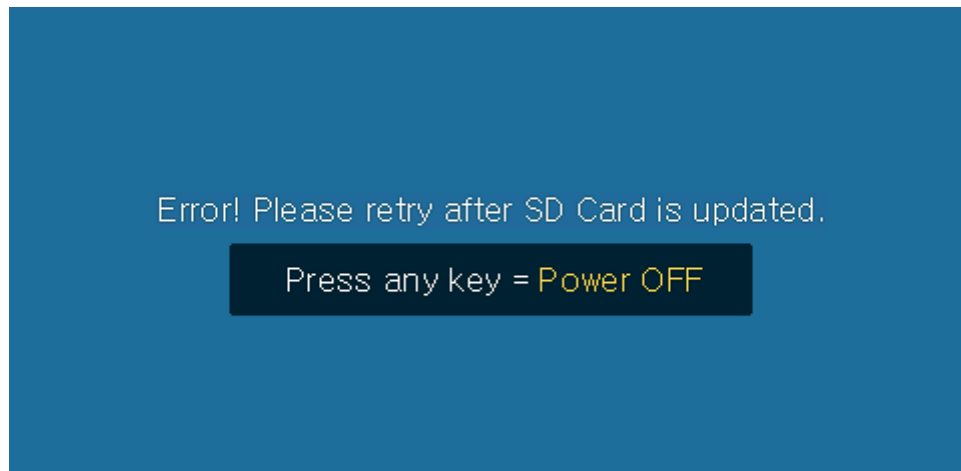 Error! Please retry after SD Card is updated.
Press any key = Power OFF